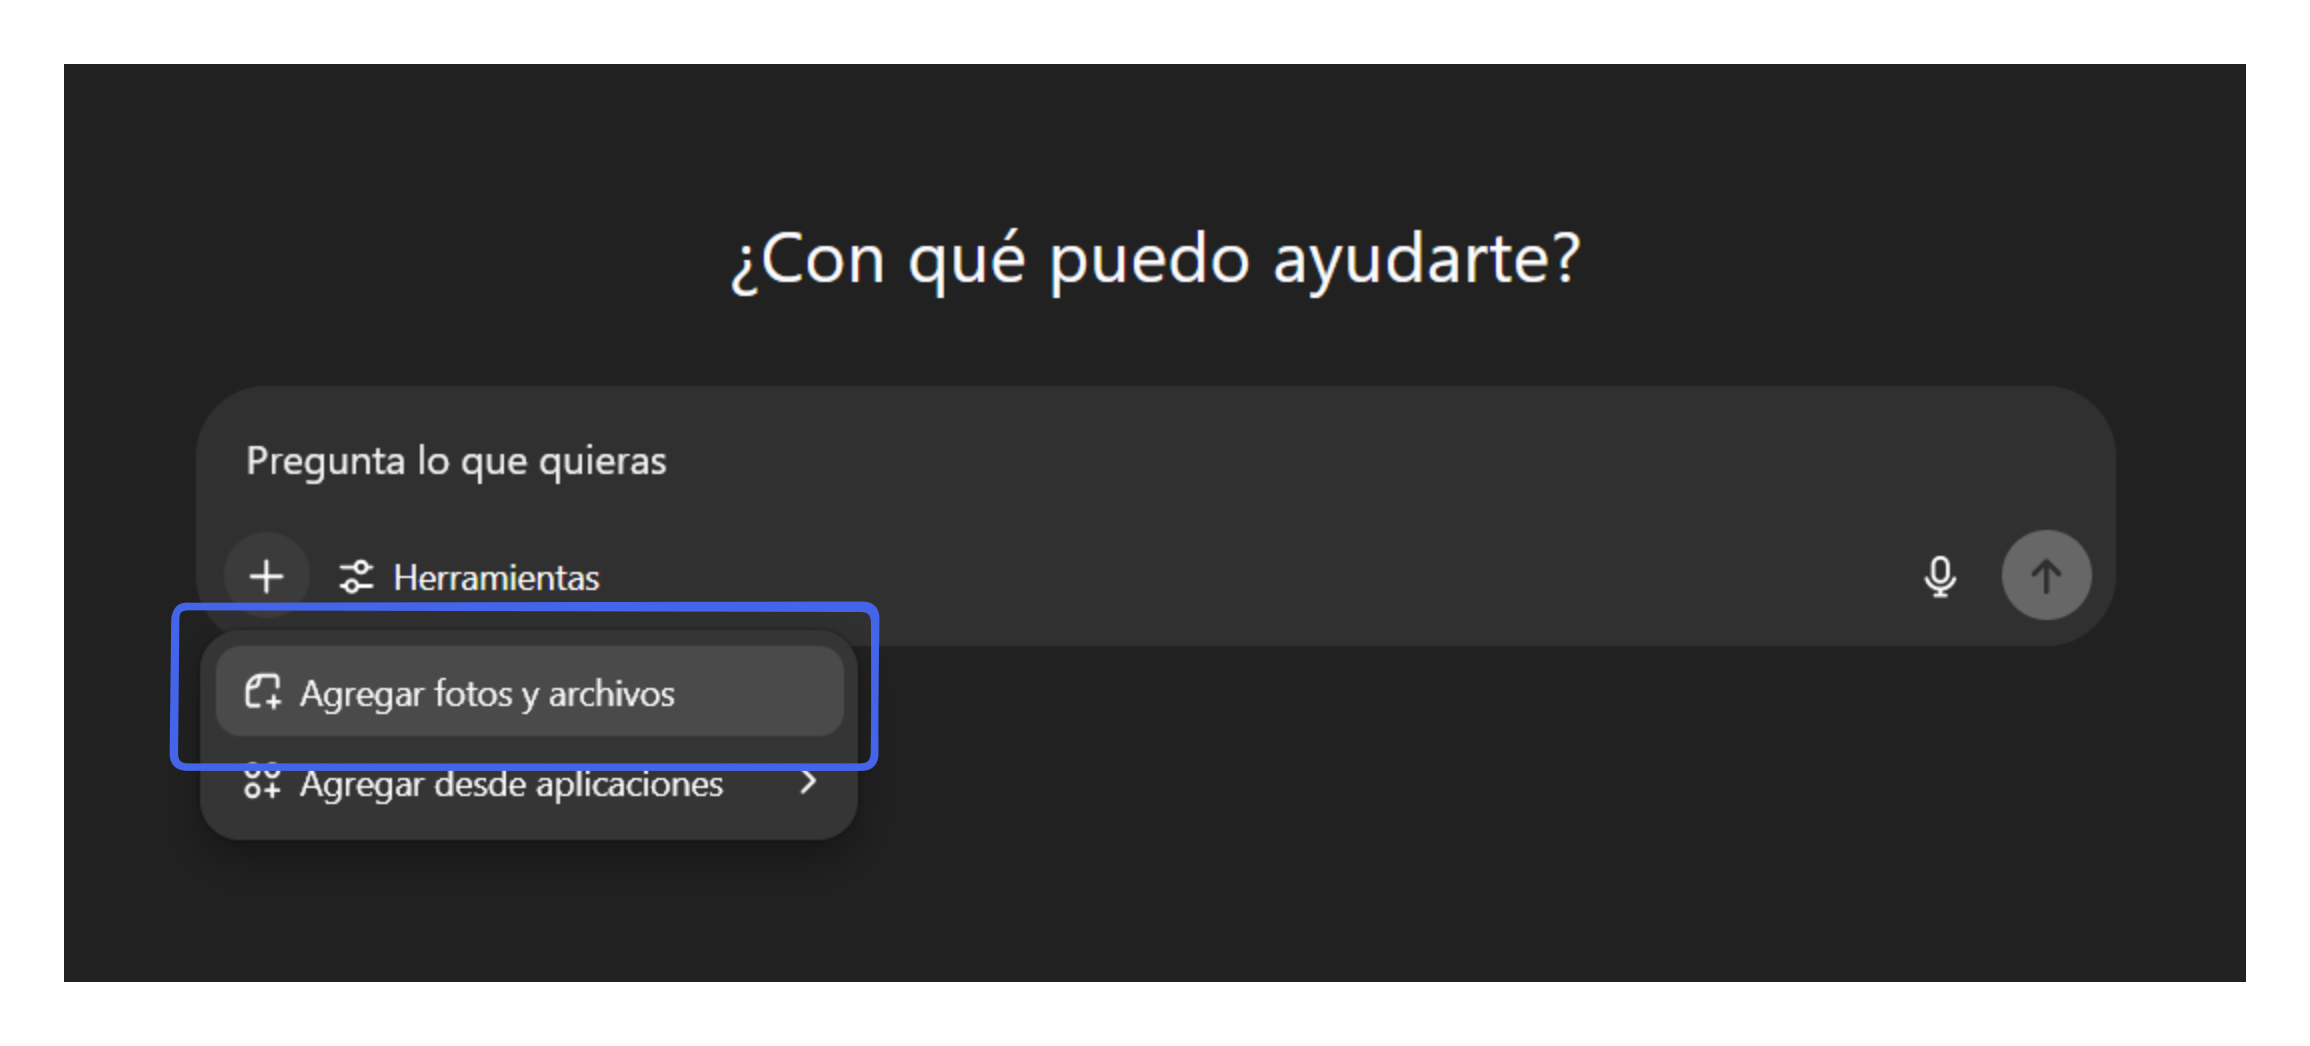 ¿Con qué puedo ayudarte?
Pregunta lo que quieras
Herramientas
Agregar fotos y archivos
Agregar desde aplicaciones